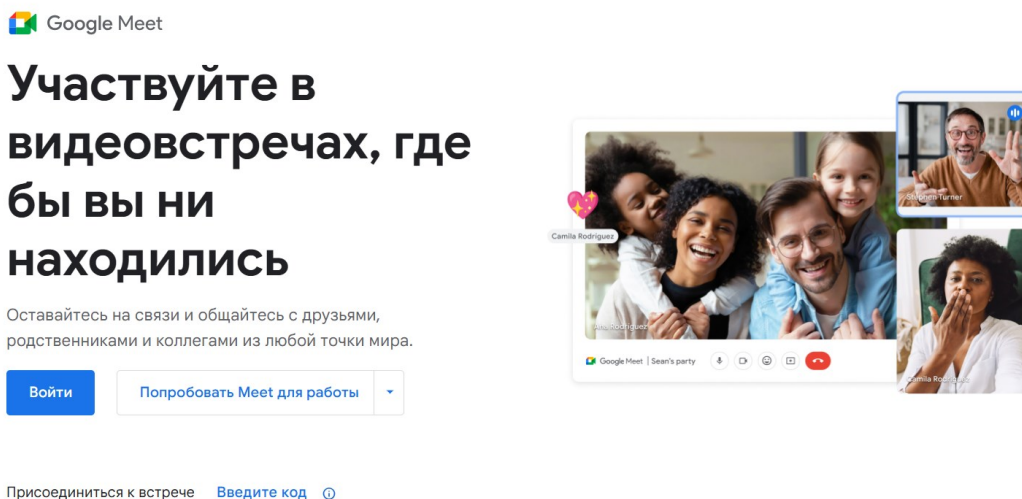 Google Meet
Участвуйте в
видеовстречах, где
бы вы ни
находились
Оставайтесь на связи и общайтесь с друзьями,
родственниками и коллегами из любой точки мира.
Войти
Попробовать Meet для работы
Присоединиться к встрече Введите код
Stephen Turner
Camila Rodriguez
Ana Rodriguez
Google Meet | Sean's party
Camila Rodriguez